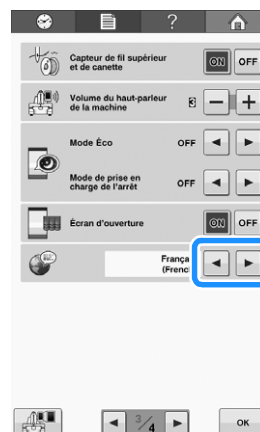 ?
Capteur de fil supérieur
et de canette
ON OFF
Volume du haut-parleur
de la machine
3
Mode Éco
OFF
Mode de prise en
charge de l'arrêt
OFF
Écran d'ouverture
ON OFF
França
(Frenc
3/4
OK